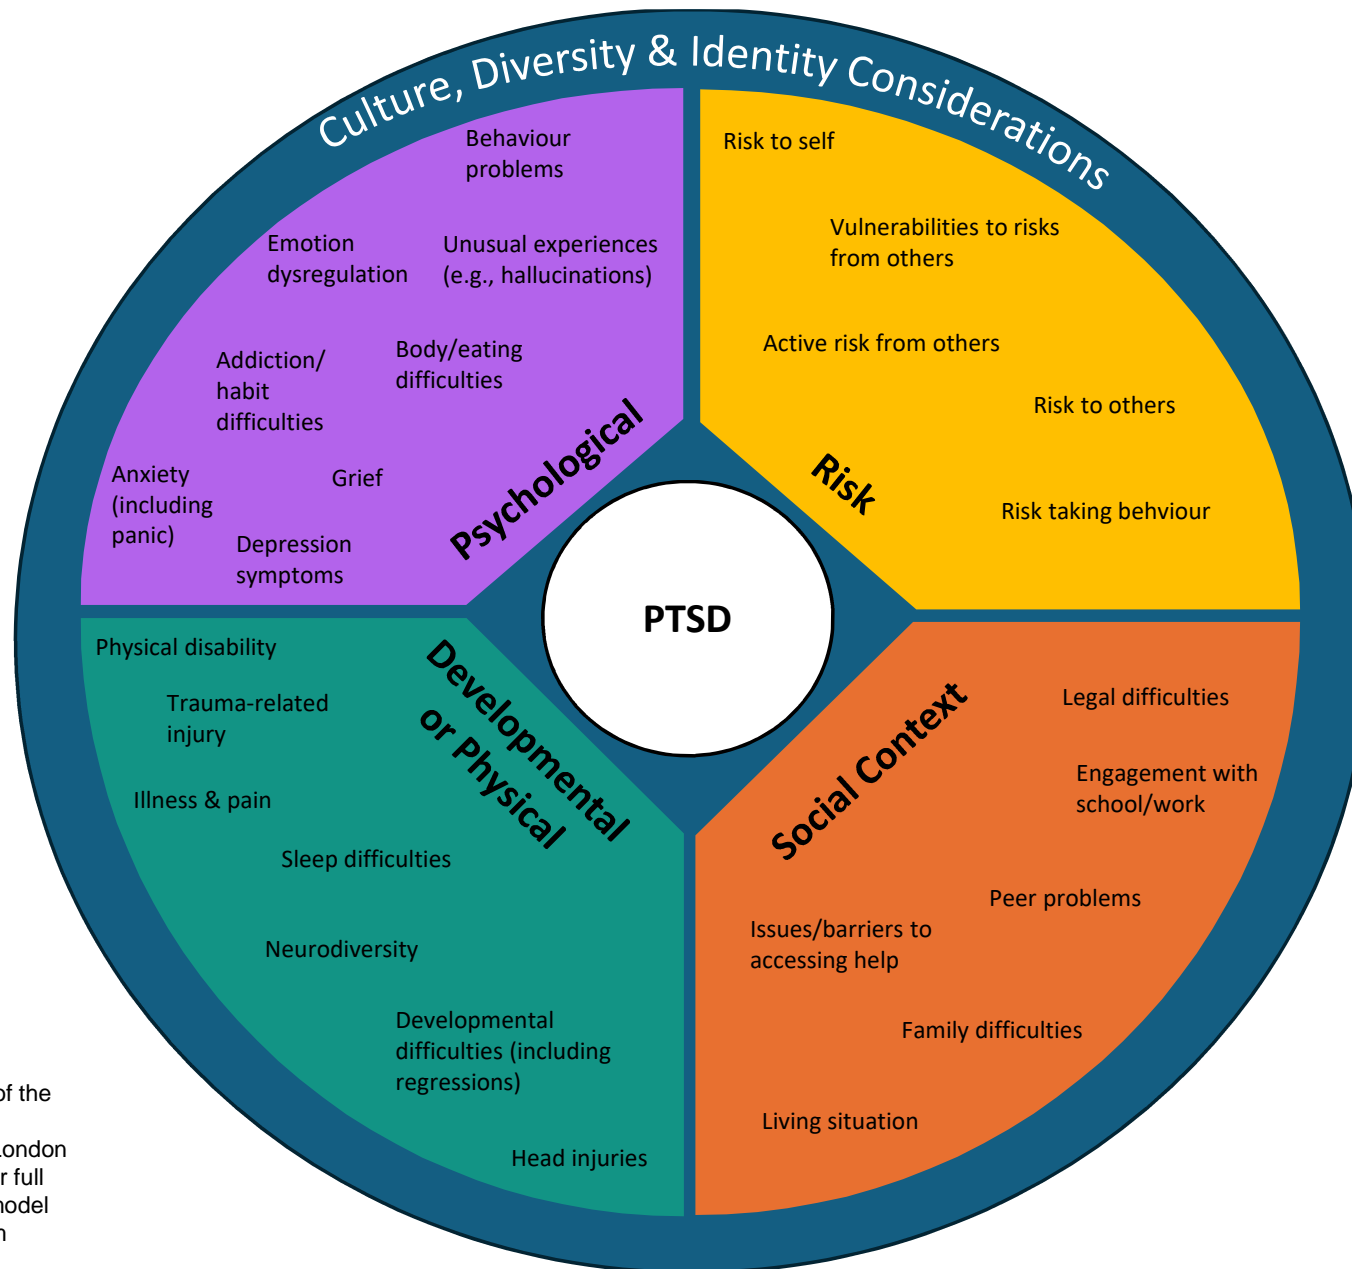 Culture, Diversity & Identity Considerations
Behaviour
problems
Emotion
dysregulation
Unusual experiences
(e.g., hallucinations)
Addiction/
habit
difficulties
Body/eating
difficulties
Anxiety
(including
panic)
Grief
Depression
symptoms
Psychological
Risk to self
Vulnerabilities to risks
from others
Active risk from others
Risk to others
Risk taking behviour
Risk
PTSD
Physical disability
Trauma-related
injury
Illness & pain
Sleep difficulties
Neurodiversity
Developmental
difficulties (including
regressions)
Head injuries
Developmental
or Physical
Social Context
Legal difficulties
Engagement with
school/work
Peer problems
Issues/barriers to
accessing help
Family difficulties
Living situation
of the
London
full
model